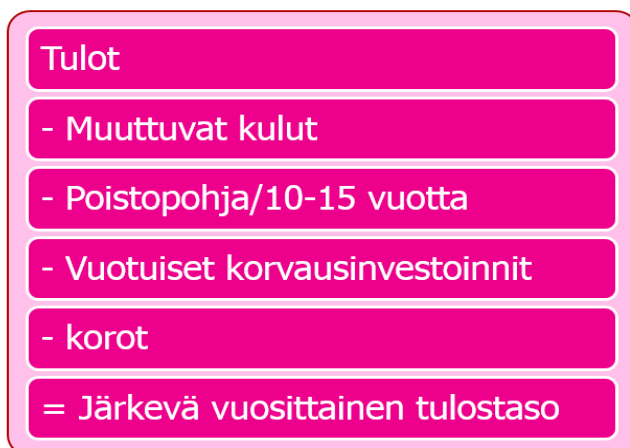 Tulot
- Muuttuvat kulut
- Poistopohja/10-15 vuotta
- Vuotuiset korvausinvestoinnit
- korot
= Järkevä vuosittainen tulostaso